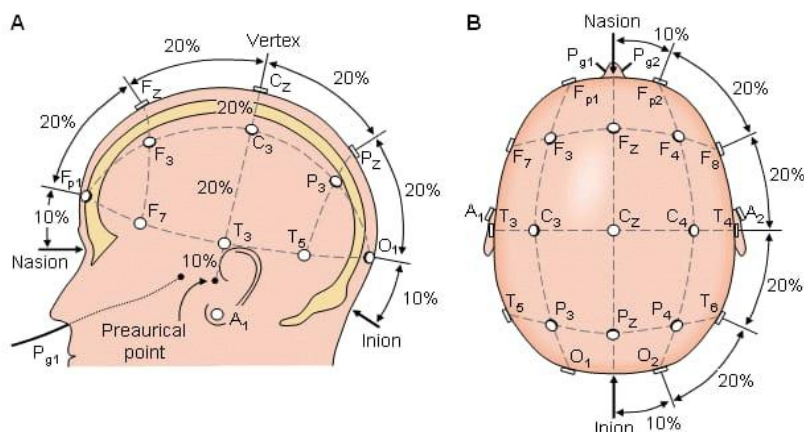 A
20%
Vertex
20%
Fz
Cz
20%
20%
F3
C3
Pz
Fp1
20%
P3
20%
10%
F7
T3
T5
O1
Nasion
10%
10%
Preaurical
point
A1
Inion
Pg1
B
Nasion
10%
Pg1
Pg2
20%
Fp1
Fp2
F7
F3
Fz
F4
F8
20%
A1
T3
C3
Cz
C4
T4
A2
20%
T5
P3
Pz
P4
T6
O1
O2
20%
10%
Inion